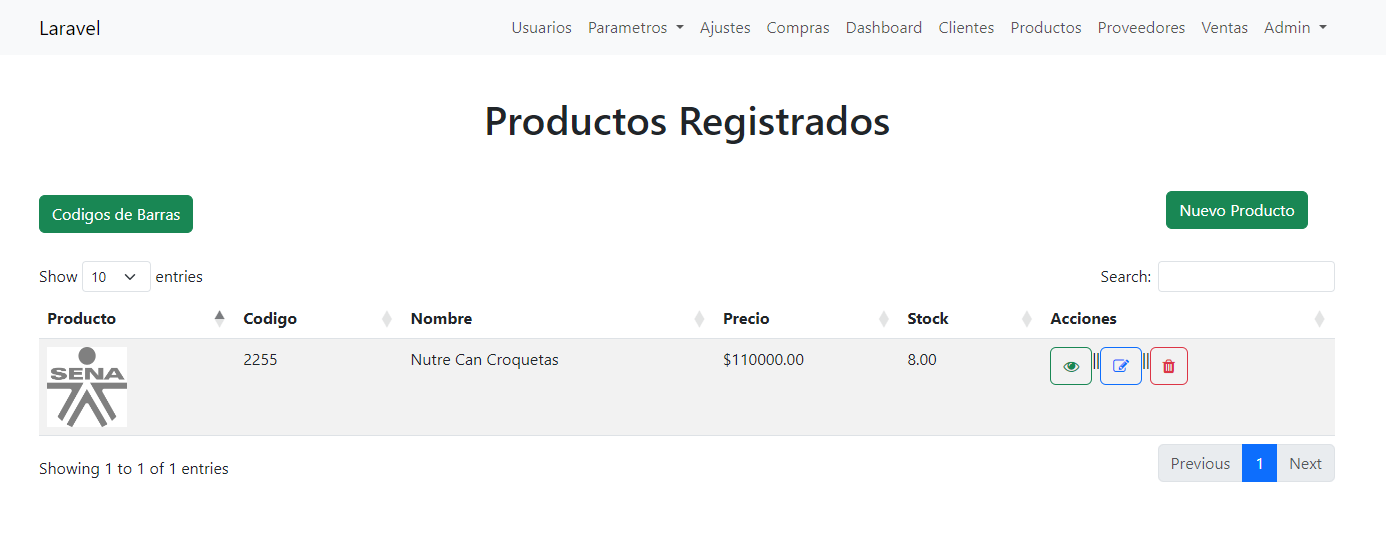 Laravel Usuarios Parametros Ajustes Compras Dashboard Clientes Productos Proveedores Ventas Admin
Productos Registrados
Codigos de Barras Nuevo Producto
Show 10 entries Search:
Producto Codigo Nombre Precio Stock Acciones
SENA 2255 Nutre Can Croquetas $110000.00 8.00 || ||
Showing 1 to 1 of 1 entries Previous 1 Next